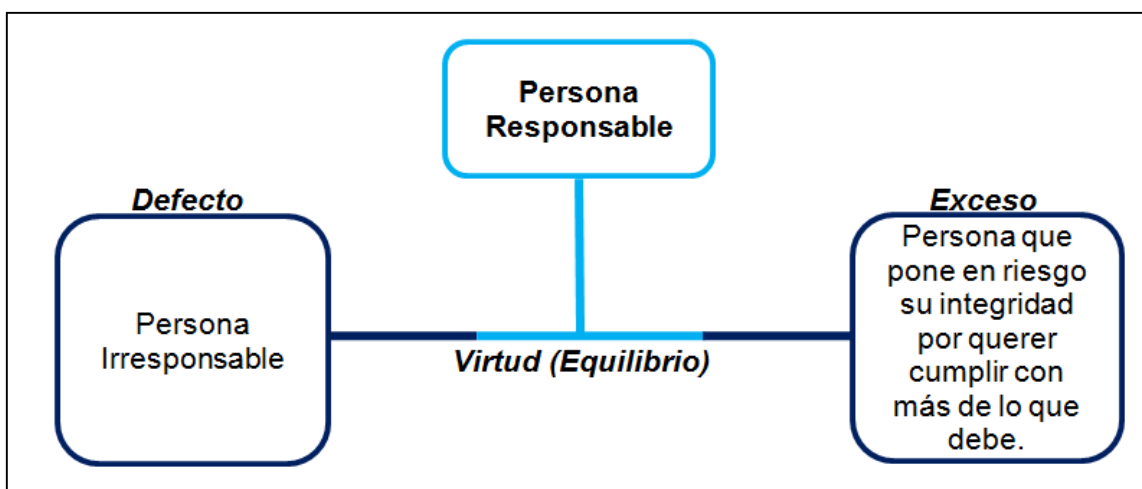 Persona
Responsable
Defecto
Persona
Irresponsable
Virtud (Equilibrio)
Exceso
Persona que
pone en riesgo
su integridad
por querer
cumplir con
más de lo que
debe.